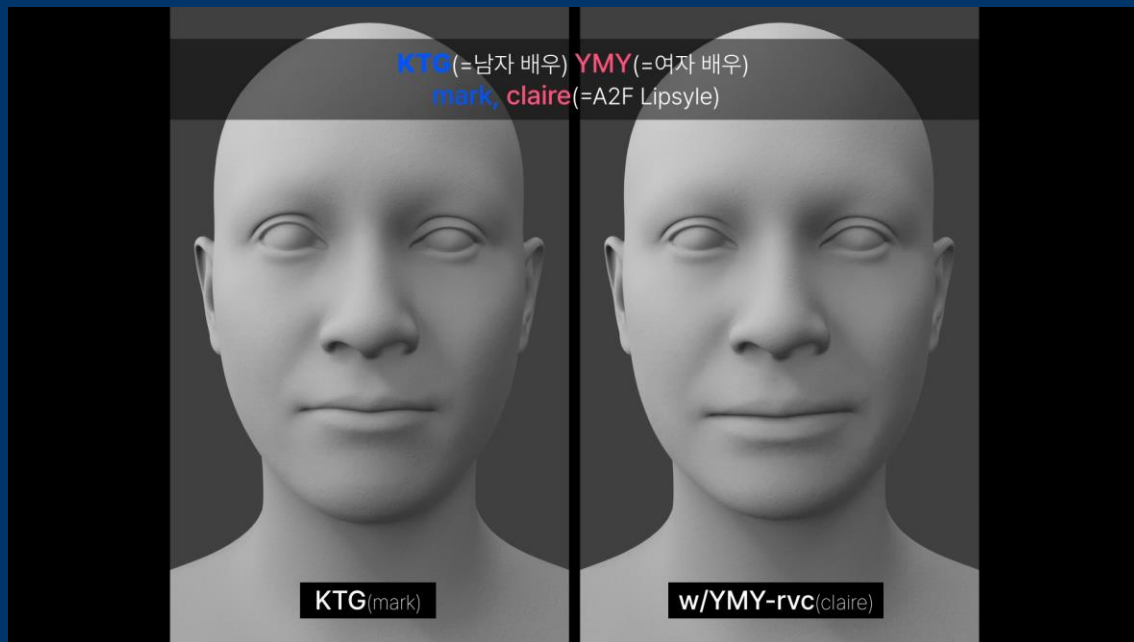 KTG(=남자 배우) YMY(=여자 배우)
mark, claire(=A2F Lipsyle)
KTG(mark)
w/YMY-rvc(claire)